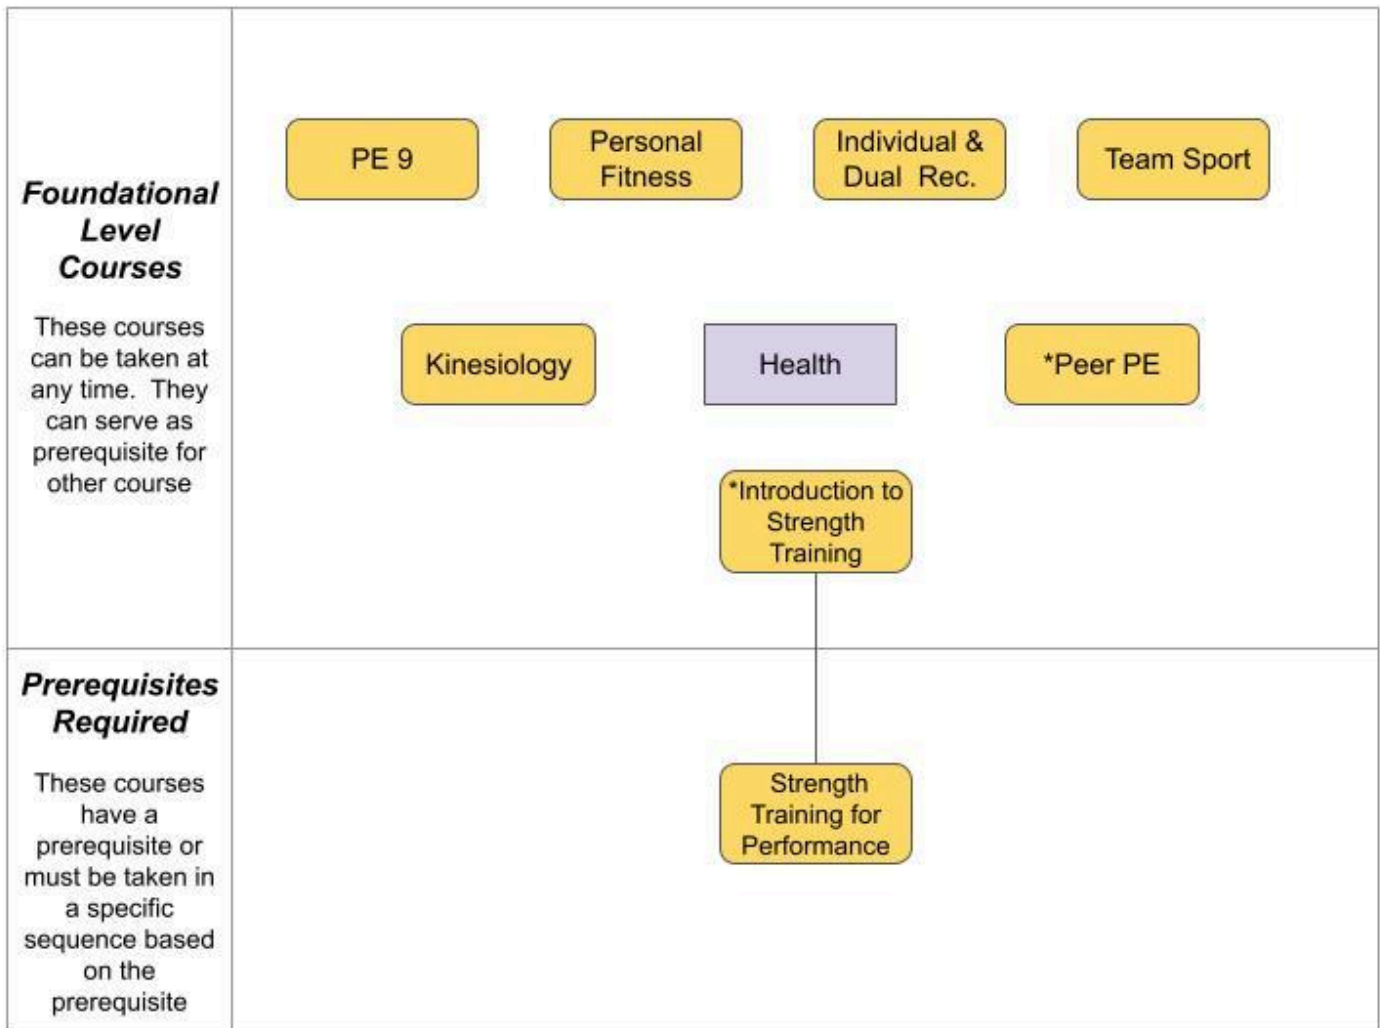 Foundational
Level
Courses
These courses
can be taken at
any time.  They
can serve as
prerequisite for
other course
PE 9
Personal
Fitness
Individual &
Dual  Rec.
Team Sport
Kinesiology
Health
*Peer PE
*Introduction to
Strength
Training
Prerequisites
Required
These courses
have a
prerequisite or
must be taken in
a specific
sequence based
on the
prerequisite
Strength
Training for
Performance